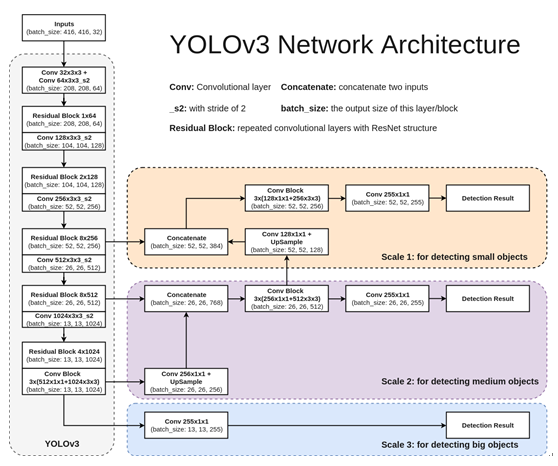 YOLOv3 Network Architecture
Conv: Convolutional layer Concatenate: concatenate two inputs
_s2: with stride of 2 batch_size: the output size of this layer/block
Residual Block: repeated convolutional layers with ResNet structure
Inputs
(batch_size: 416, 416, 32)
Conv 32x3x3 +
Conv 64x3x3_s2
(batch_size: 208, 208, 64)
Residual Block 1x64
(batch_size: 208, 208, 64)
Conv 128x3x3_s2
(batch_size: 104, 104, 128)
Residual Block 2x128
(batch_size: 104, 104, 128)
Conv 256x3x3_s2
(batch_size: 52, 52, 256)
Residual Block 8x256
(batch_size: 52, 52, 256)
Conv 512x3x3_s2
(batch_size: 26, 26, 512)
Residual Block 8x512
(batch_size: 26, 26, 512)
Conv 1024x3x3_s2
(batch_size: 13, 13, 1024)
Residual Block 4x1024
(batch_size: 13, 13, 1024)
Conv Block
3x(512x1x1+1024x3x3)
(batch_size: 13, 13, 1024)
YOLOv3
Conv Block
3x(128x1x1+256x3x3)
(batch_size: 52, 52, 256)
Conv 255x1x1
(batch_size: 52, 52, 255)
Detection Result
Concatenate
(batch_size: 52, 52, 384)
Conv 128x1x1 +
UpSample
(batch_size: 52, 52, 128)
Scale 1: for detecting small objects
Concatenate
(batch_size: 26, 26, 768)
Conv Block
3x(256x1x1+512x3x3)
(batch_size: 26, 26, 512)
Conv 255x1x1
(batch_size: 26, 26, 255)
Detection Result
Conv 256x1x1 +
UpSample
(batch_size: 26, 26, 256)
Scale 2: for detecting medium objects
Conv 255x1x1
(batch_size: 13, 13, 255)
Detection Result
Scale 3: for detecting big objects